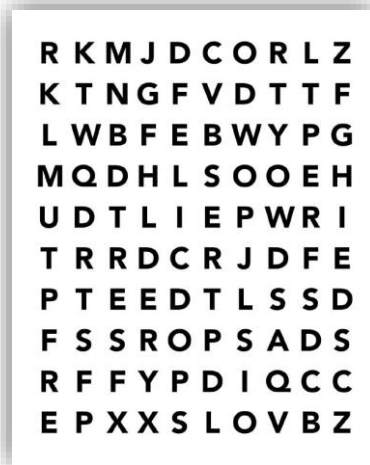 R K M J D C O R L Z
K T N G F V D T T F
L W B F E B W Y P G
M Q D H L S O O E H
U D T L I E P W R I
T R R D C R J D F E
P T E E D T L S S D
F S S R O P S A D S
R F F Y P D I Q C C
E P X X S L O V B Z